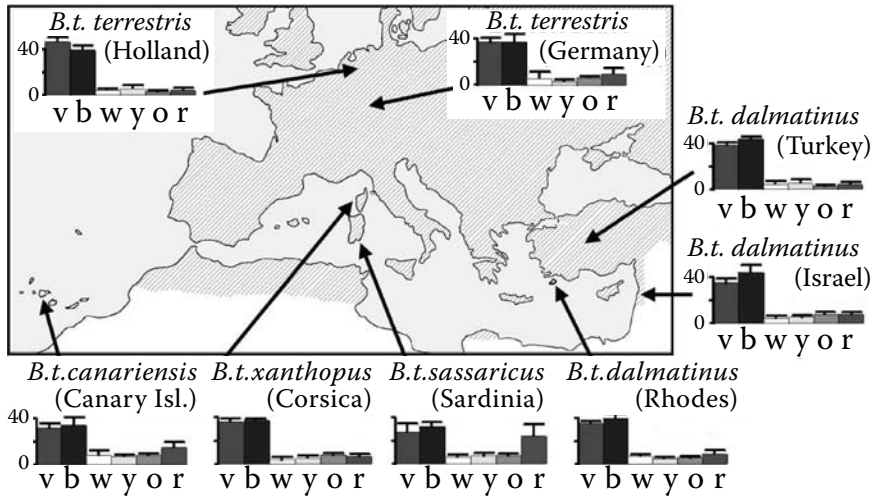 B.t. terrestris
(Holland)
40
0
v b w y o r
B.t. terrestris
(Germany)
40
0
v b w y o r
B.t. dalmatinus
(Turkey)
40
0
v b w y o r
B.t. dalmatinus
(Israel)
40
0
v b w y o r
B.t.canariensis
(Canary Isl.)
40
0
v b w y o r
B.t.xanthopus
(Corsica)
v b w y o r
B.t.sassaricus
(Sardinia)
v b w y o r
B.t.dalmatinus
(Rhodes)
v b w y o r